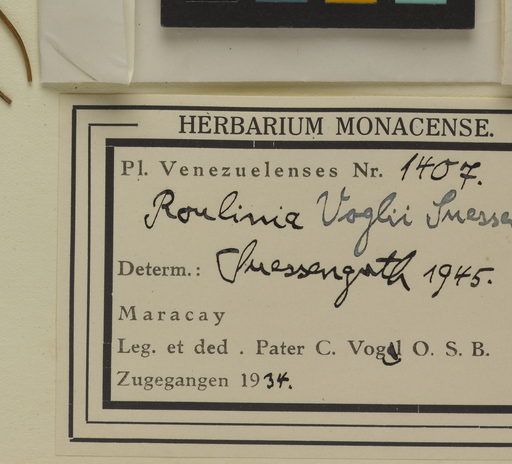 HERBARIUM MONACENSE.
Pl. Venezuelenses Nr. 1407.
Roulinia Voglii Suesse
Determ.: Suessenguth 1945.
Maracay
Leg. et ded . Pater C. Vogl O. S. B.
Zugegangen 1934.